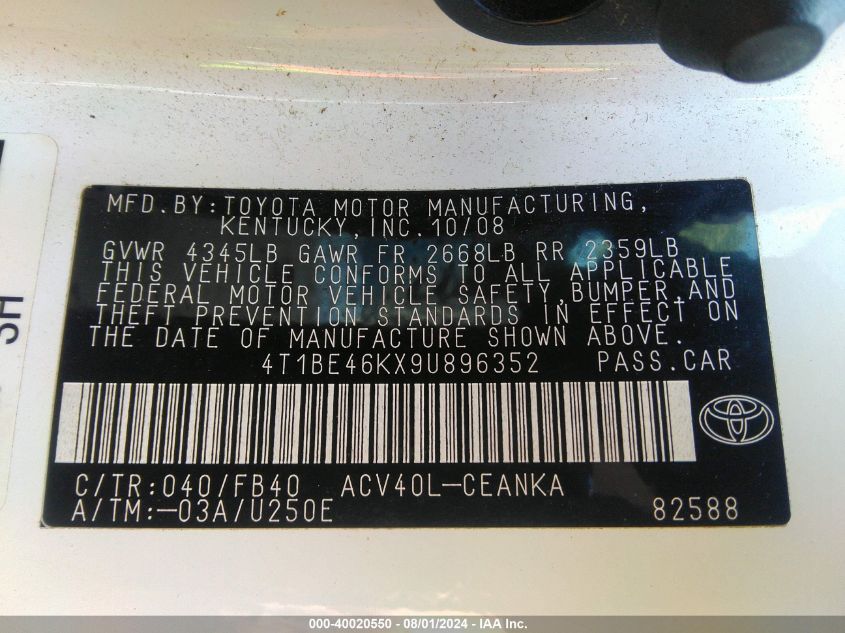 MFD.BY:TOYOTA MOTOR MANUFACTURING,
KENTUCKY,INC.10/08
GVWR 4345LB GAWR FR 2668LB RR 2359LB
THIS VEHICLE CONFORMS TO ALL APPLICABLE
FEDERAL MOTOR VEHICLE SAFETY,BUMPER,AND
THEFT PREVENTION STANDARDS IN EFFECT ON
THE DATE OF MANUFACTURE SHOWN ABOVE.
4T1BE46KX9U896352 PASS.CAR
C/TR:040/FB40 ACV40L-CEANKA
A/TM:-03A/U250E 82588
SH
000-40020550 - 08/01/2024 - IAA Inc.